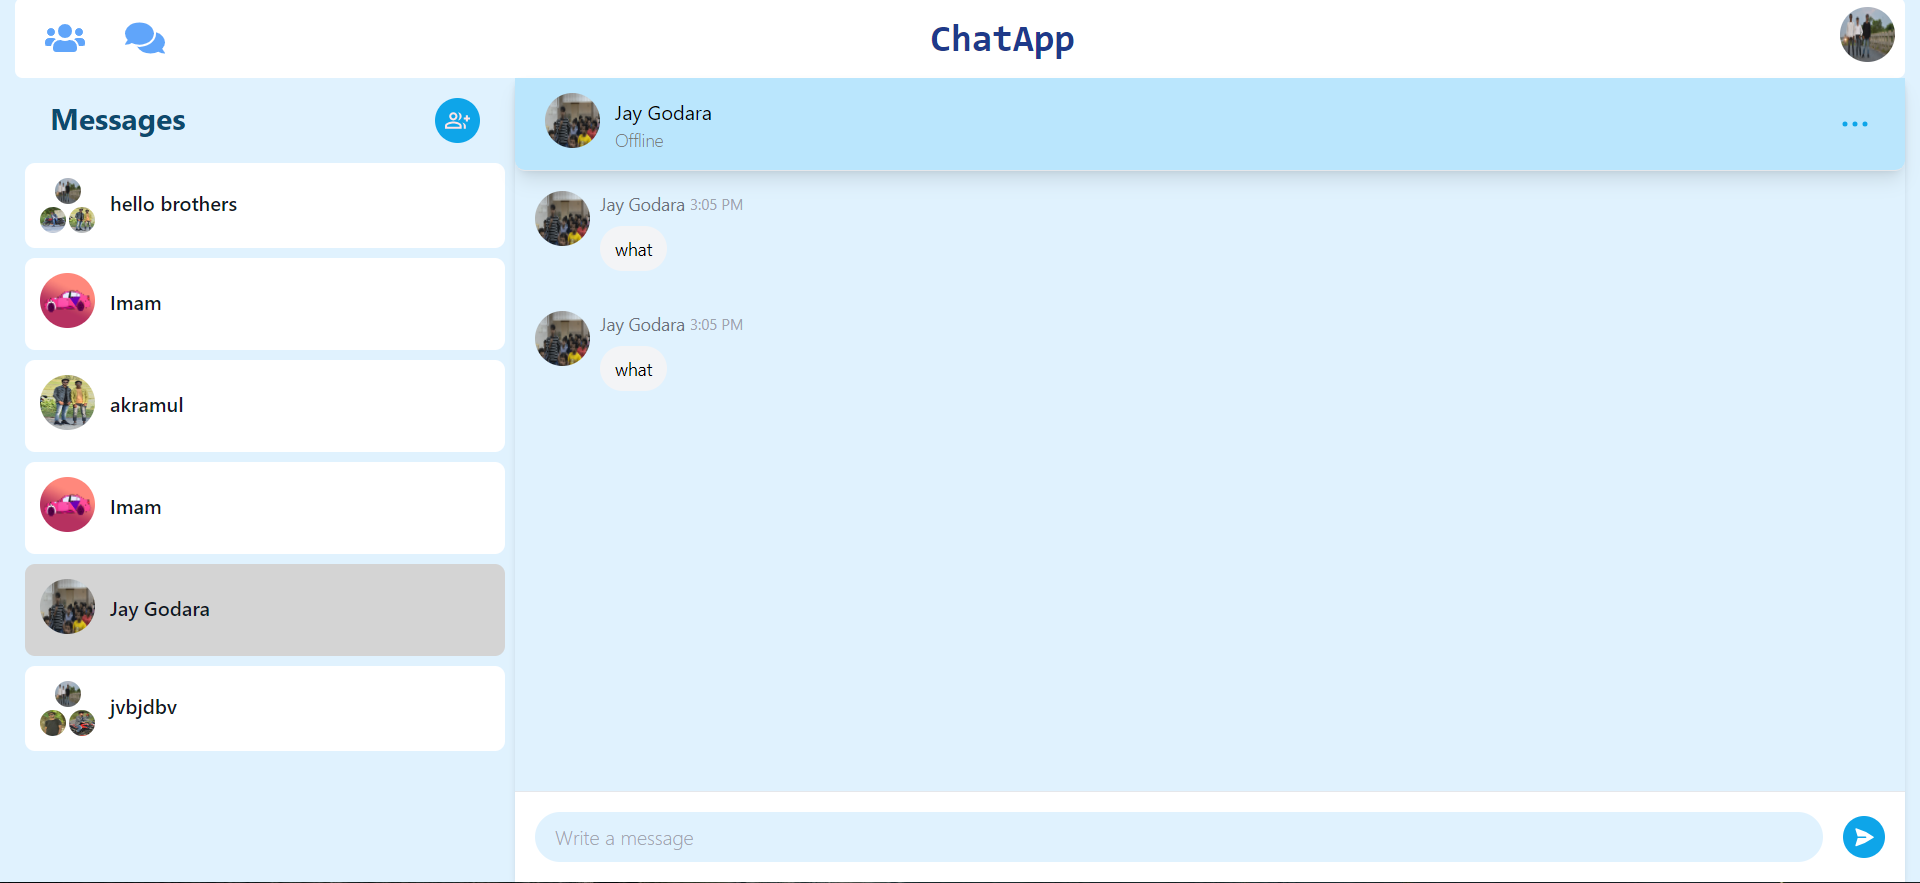 ChatApp
Messages
hello brothers
Imam
akramul
Imam
Jay Godara
jvbjdbv
Jay Godara
Offline
Jay Godara 3:05 PM
what
Jay Godara 3:05 PM
what
Write a message